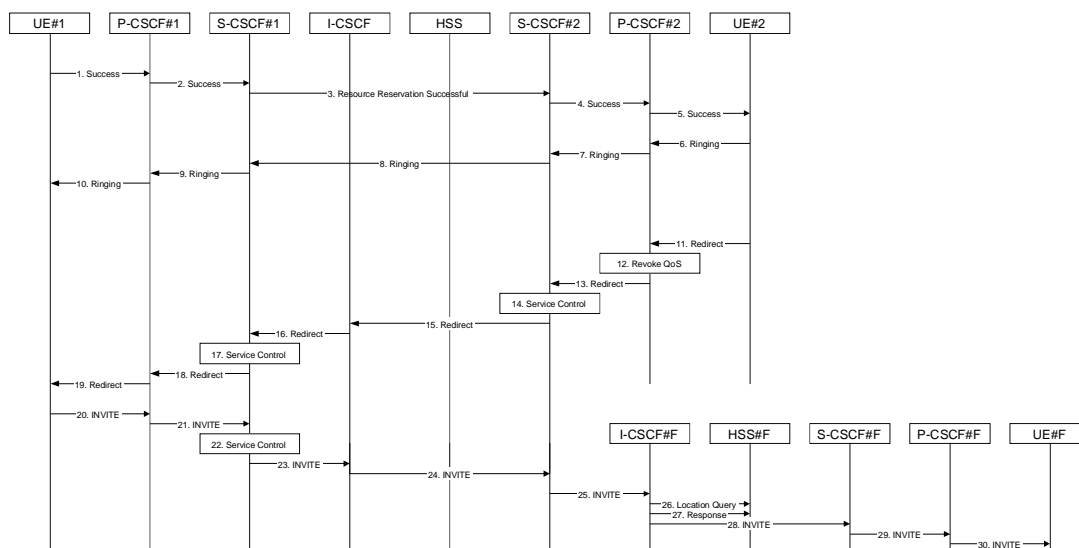 UE#1
P-CSCF#1
S-CSCF#1
I-CSCF
HSS
S-CSCF#2
P-CSCF#2
UE#2
1. Success
2. Success
3. Resource Reservation Successful
4. Success
5. Success
6. Ringing
7. Ringing
8. Ringing
9. Ringing
10. Ringing
11. Redirect
12. Revoke QoS
13. Redirect
14. Service Control
15. Redirect
16. Redirect
17. Service Control
18. Redirect
19. Redirect
20. INVITE
21. INVITE
I-CSCF#F
HSS#F
S-CSCF#F
P-CSCF#F
UE#F
22. Service Control
23. INVITE
24. INVITE
25. INVITE
26. Location Query
27. Response
28. INVITE
29. INVITE
30. INVITE